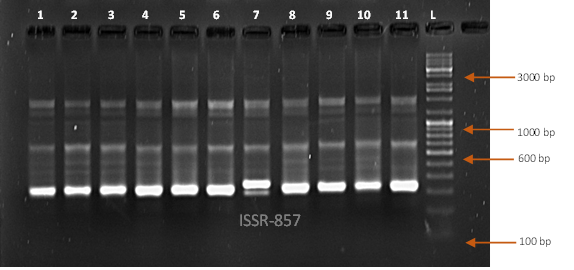 1 2 3 4 5 6 7 8 9 10 11 L
3000 bp
1000 bp
600 bp
ISSR-857
100 bp